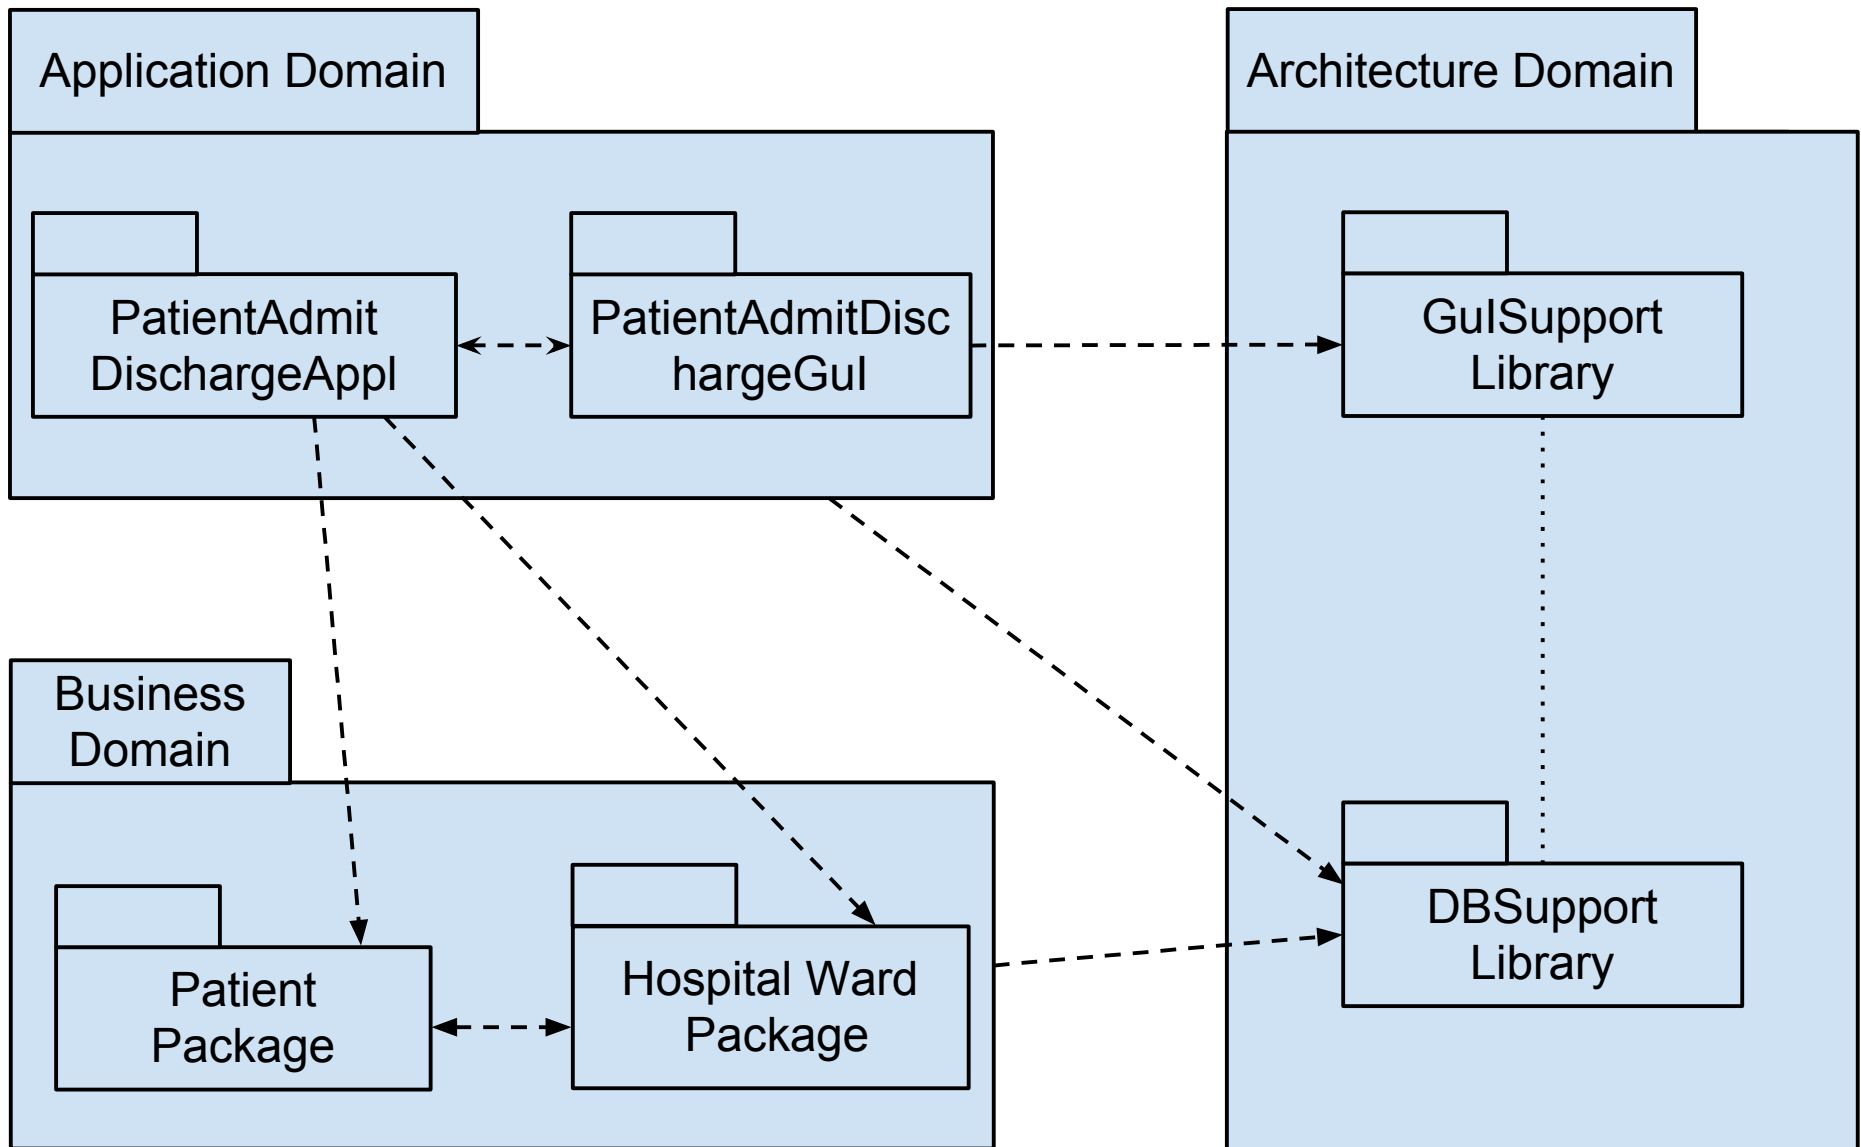 Application Domain
Architecture Domain
PatientAdmit
DischargeAppl
PatientAdmitDisc
hargeGuI
GuISupport
Library
Business
Domain
Patient
Package
Hospital Ward
Package
DBSupport
Library